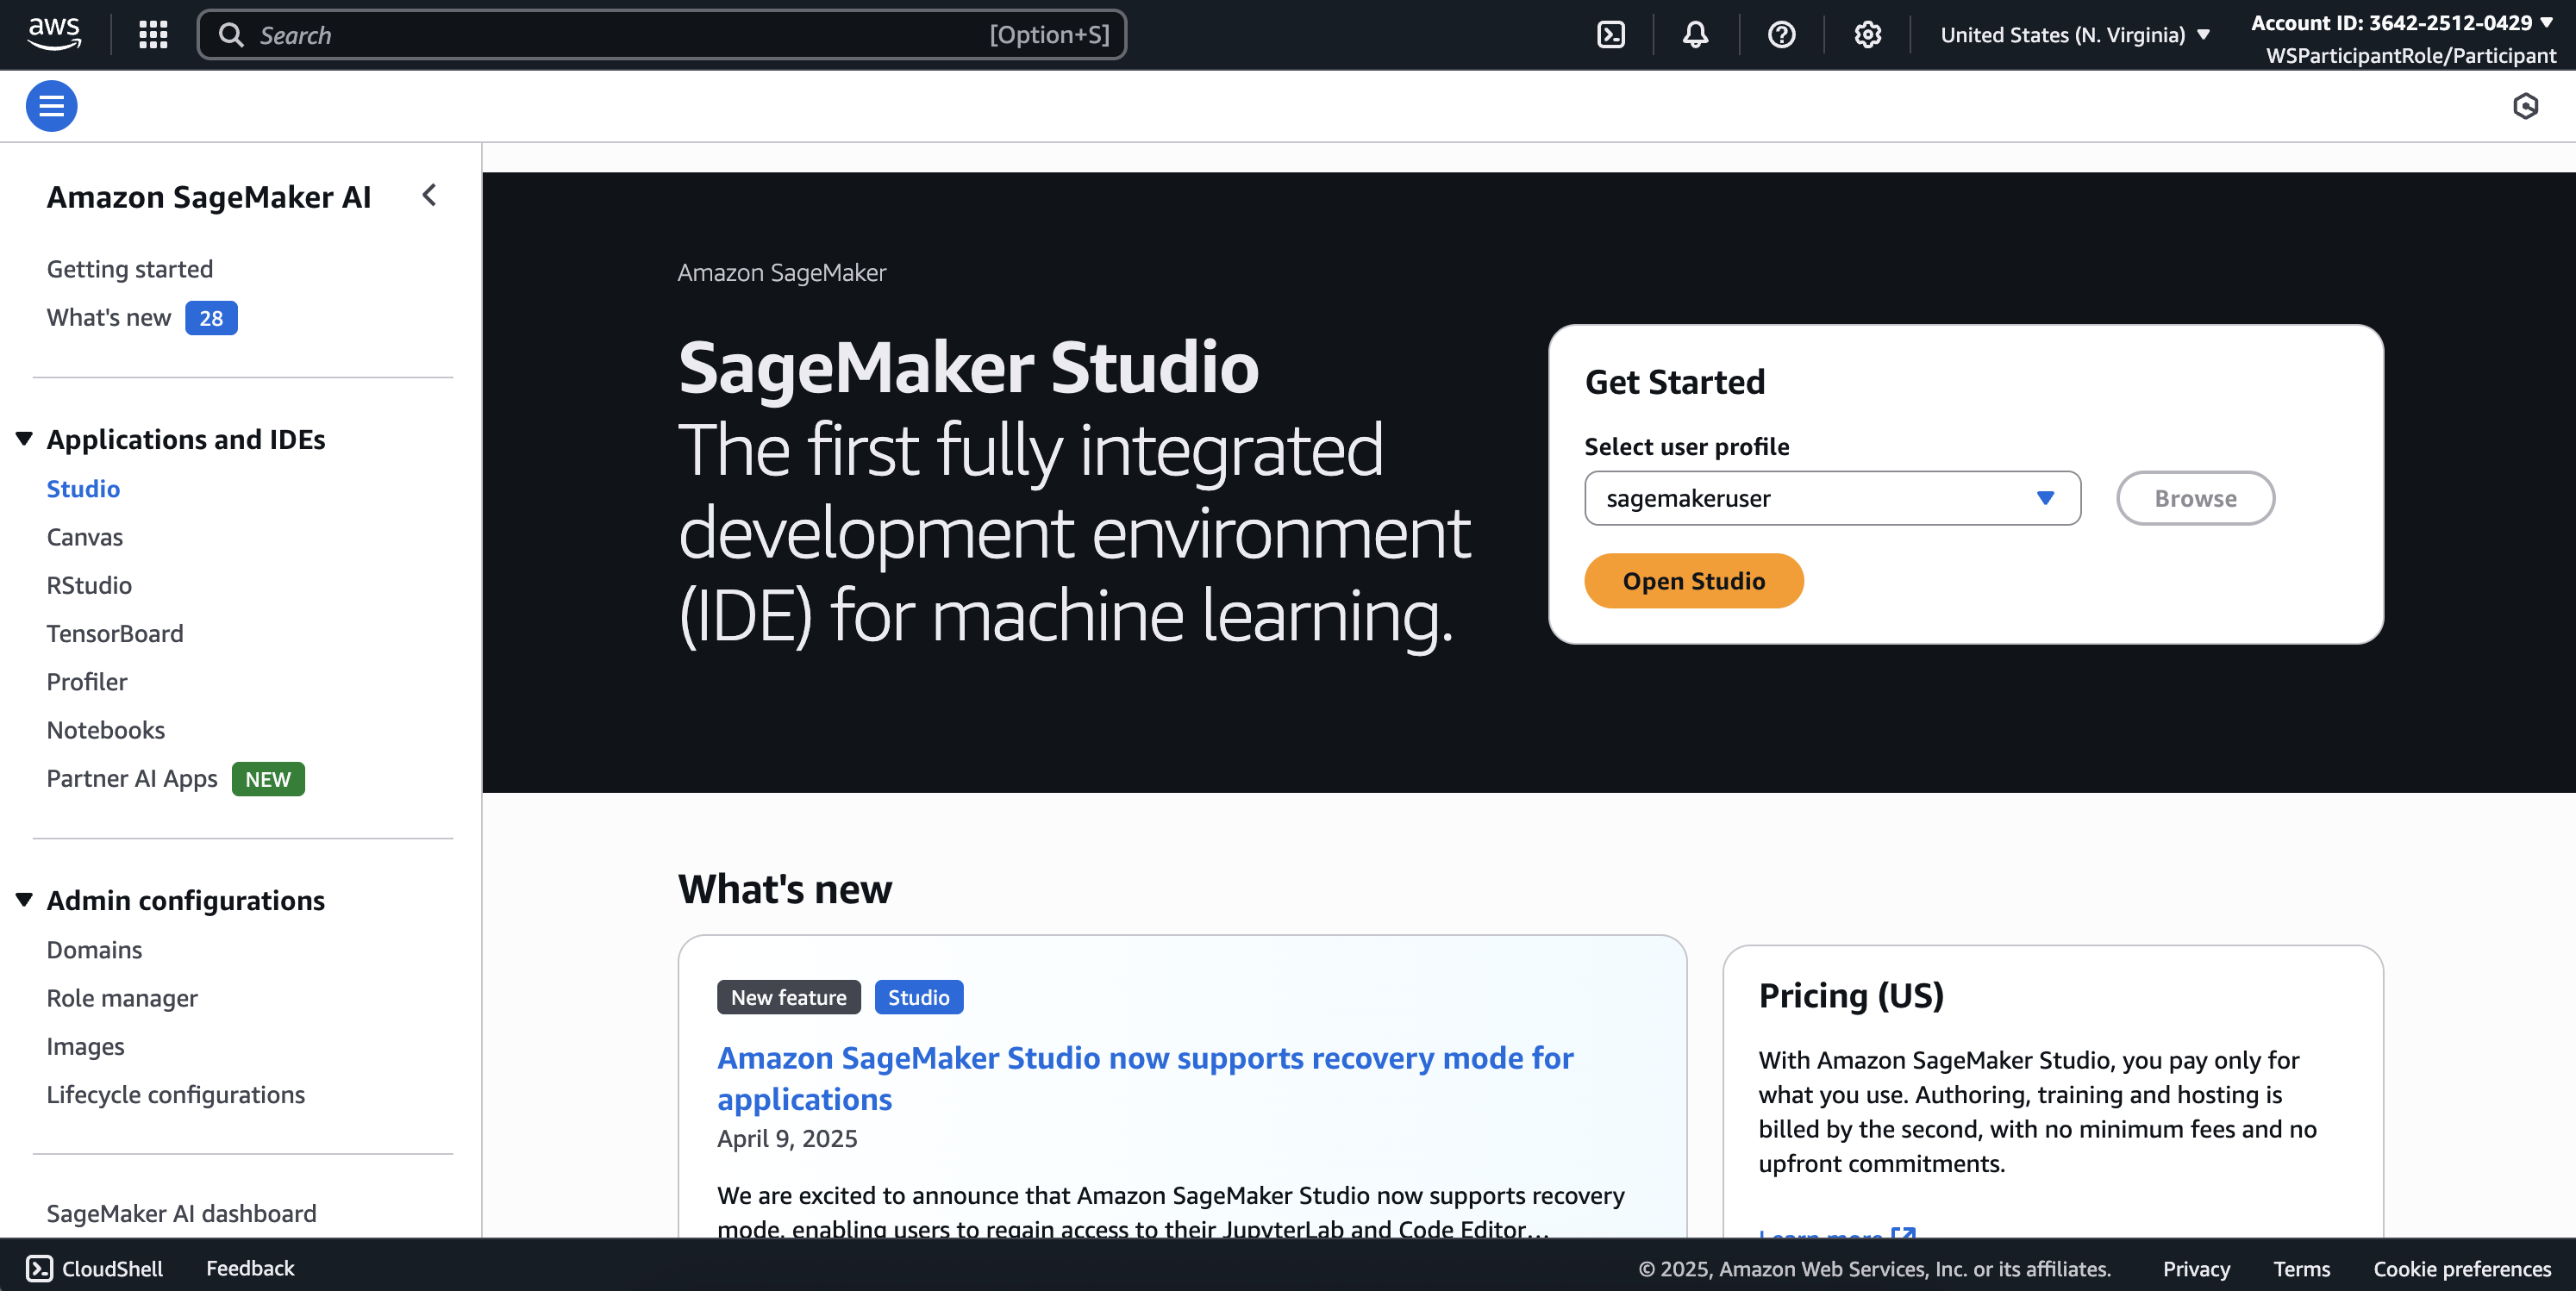 aws
Search
[Option+S]
United States (N. Virginia)
Account ID: 3642-2512-0429
WSParticipantRole/Participant
Amazon SageMaker AI
Getting started
What's new 28
Applications and IDEs
Studio
Canvas
RStudio
TensorBoard
Profiler
Notebooks
Partner AI Apps NEW
Admin configurations
Domains
Role manager
Images
Lifecycle configurations
SageMaker AI dashboard
Amazon SageMaker
SageMaker Studio
The first fully integrated
development environment
(IDE) for machine learning.
Get Started
Select user profile
sagemakeruser
Browse
Open Studio
What's new
New feature Studio
Amazon SageMaker Studio now supports recovery mode for
applications
April 9, 2025
We are excited to announce that Amazon SageMaker Studio now supports recovery
mode, enabling users to regain access to their JupyterLab and Code Editor...
Pricing (US)
With Amazon SageMaker Studio, you pay only for
what you use. Authoring, training and hosting is
billed by the second, with no minimum fees and no
upfront commitments.
Learn more
CloudShell
Feedback
© 2025, Amazon Web Services, Inc. or its affiliates.
Privacy
Terms
Cookie preferences